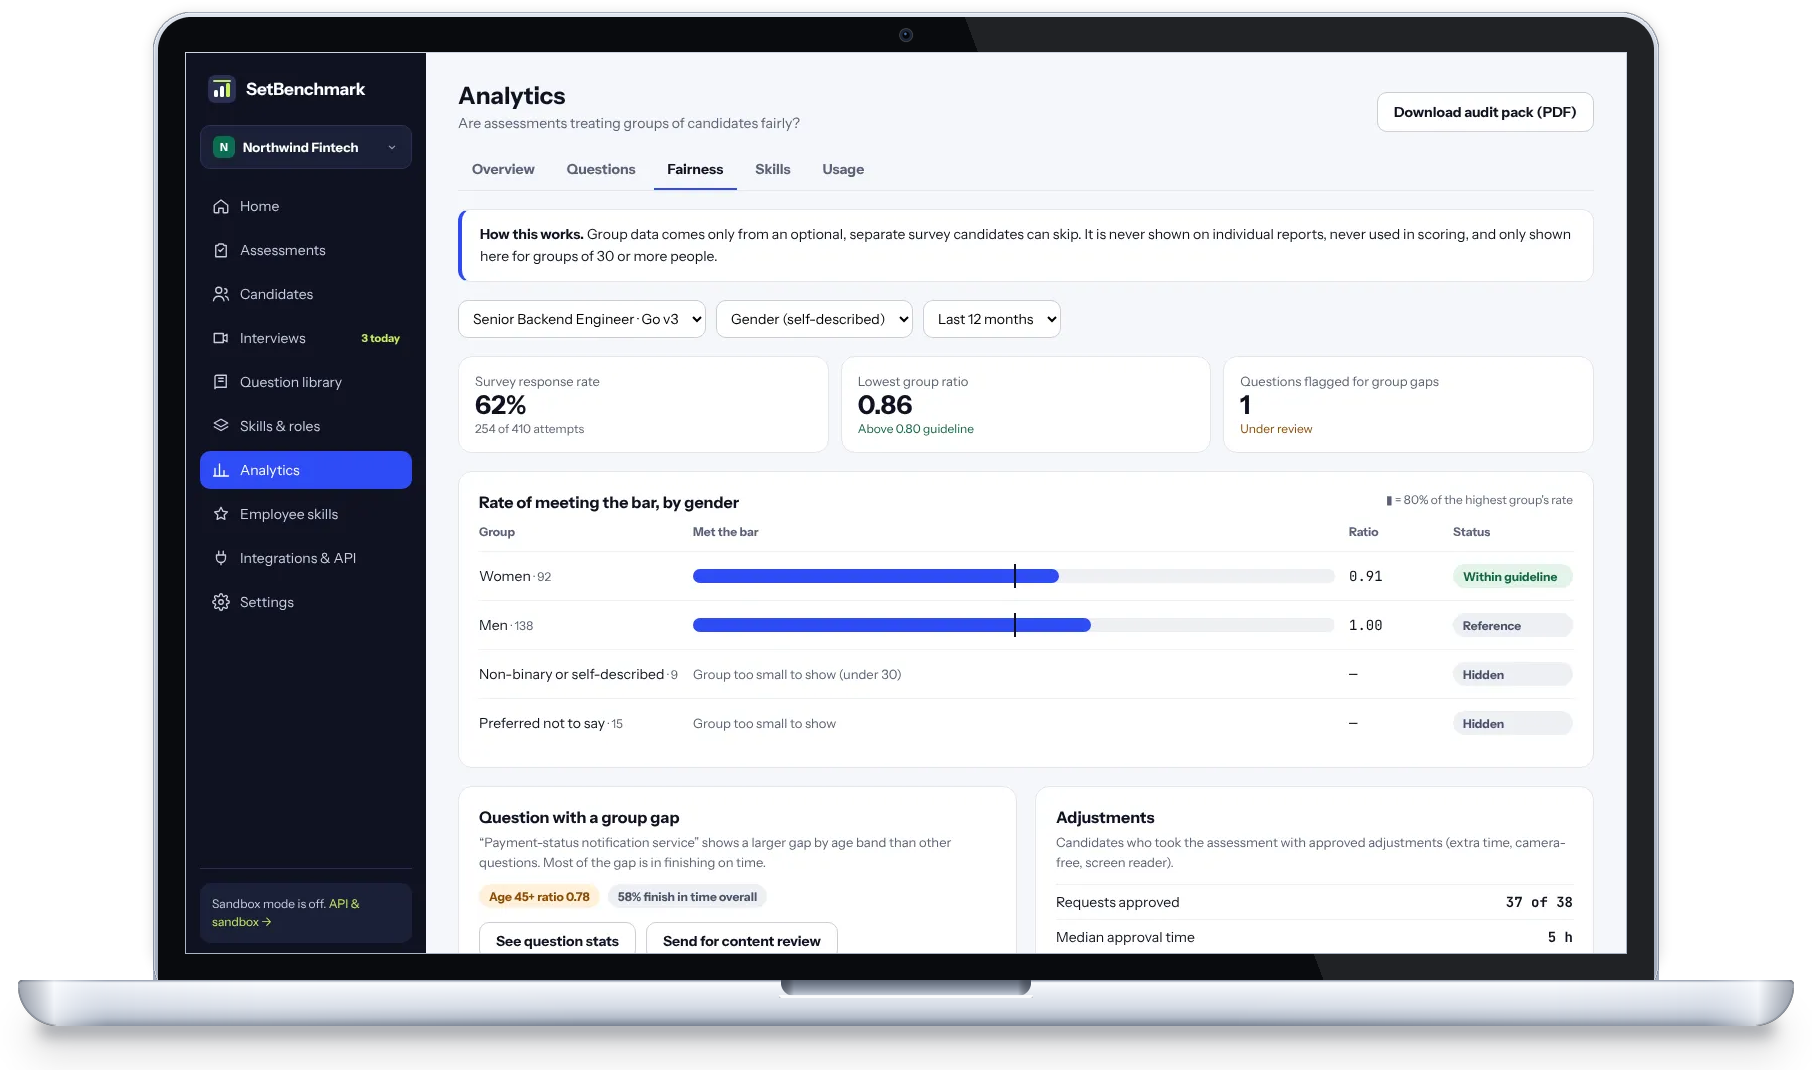 SetBenchmark
N Northwind Fintech
Home
Assessments
Candidates
Interviews 3 today
Question library
Skills & roles
Analytics
Employee skills
Integrations & API
Settings
Sandbox mode is off. API &
sandbox →
Analytics
Are assessments treating groups of candidates fairly?
Download audit pack (PDF)
Overview Questions Fairness Skills Usage
How this works. Group data comes only from an optional, separate survey candidates can skip. It is never shown on individual reports, never used in scoring, and only shown
here for groups of 30 or more people.
Senior Backend Engineer · Go v3 Gender (self-described) Last 12 months
Survey response rate
62%
254 of 410 attempts
Lowest group ratio
0.86
Above 0.80 guideline
Questions flagged for group gaps
1
Under review
Rate of meeting the bar, by gender
▮ = 80% of the highest group's rate
Group Met the bar Ratio Status
Women · 92 0.91 Within guideline
Men · 138 1.00 Reference
Non-binary or self-described · 9 Group too small to show (under 30) – Hidden
Preferred not to say · 15 Group too small to show – Hidden
Question with a group gap
“Payment-status notification service” shows a larger gap by age band than other
questions. Most of the gap is in finishing on time.
Age 45+ ratio 0.78 58% finish in time overall
See question stats Send for content review
Adjustments
Candidates who took the assessment with approved adjustments (extra time, camera-
free, screen reader).
Requests approved 37 of 38
Median approval time 5 h